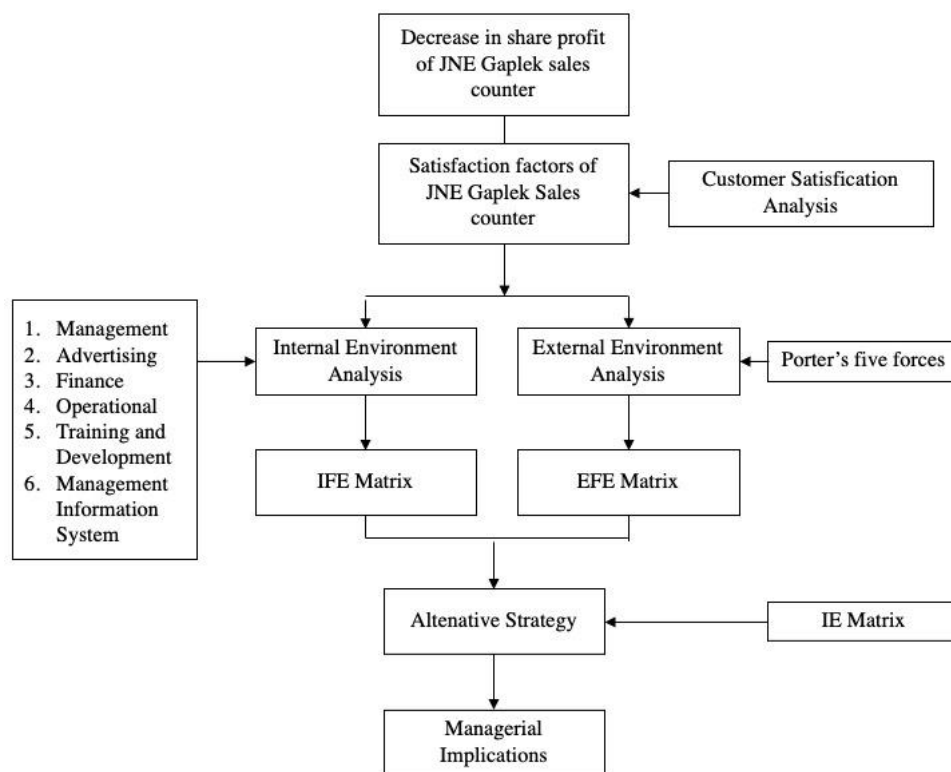 Decrease in share profit
of JNE Gaplek sales
counter
Satisfaction factors of
JNE Gaplek Sales
counter
Customer Satisfication
Analysis
1. Management
2. Advertising
3. Finance
4. Operational
5. Training and
Development
6. Management
Information
System
Internal Environment
Analysis
External Environment
Analysis
Porter’s five forces
IFE Matrix
EFE Matrix
Altenative Strategy
IE Matrix
Managerial
Implications